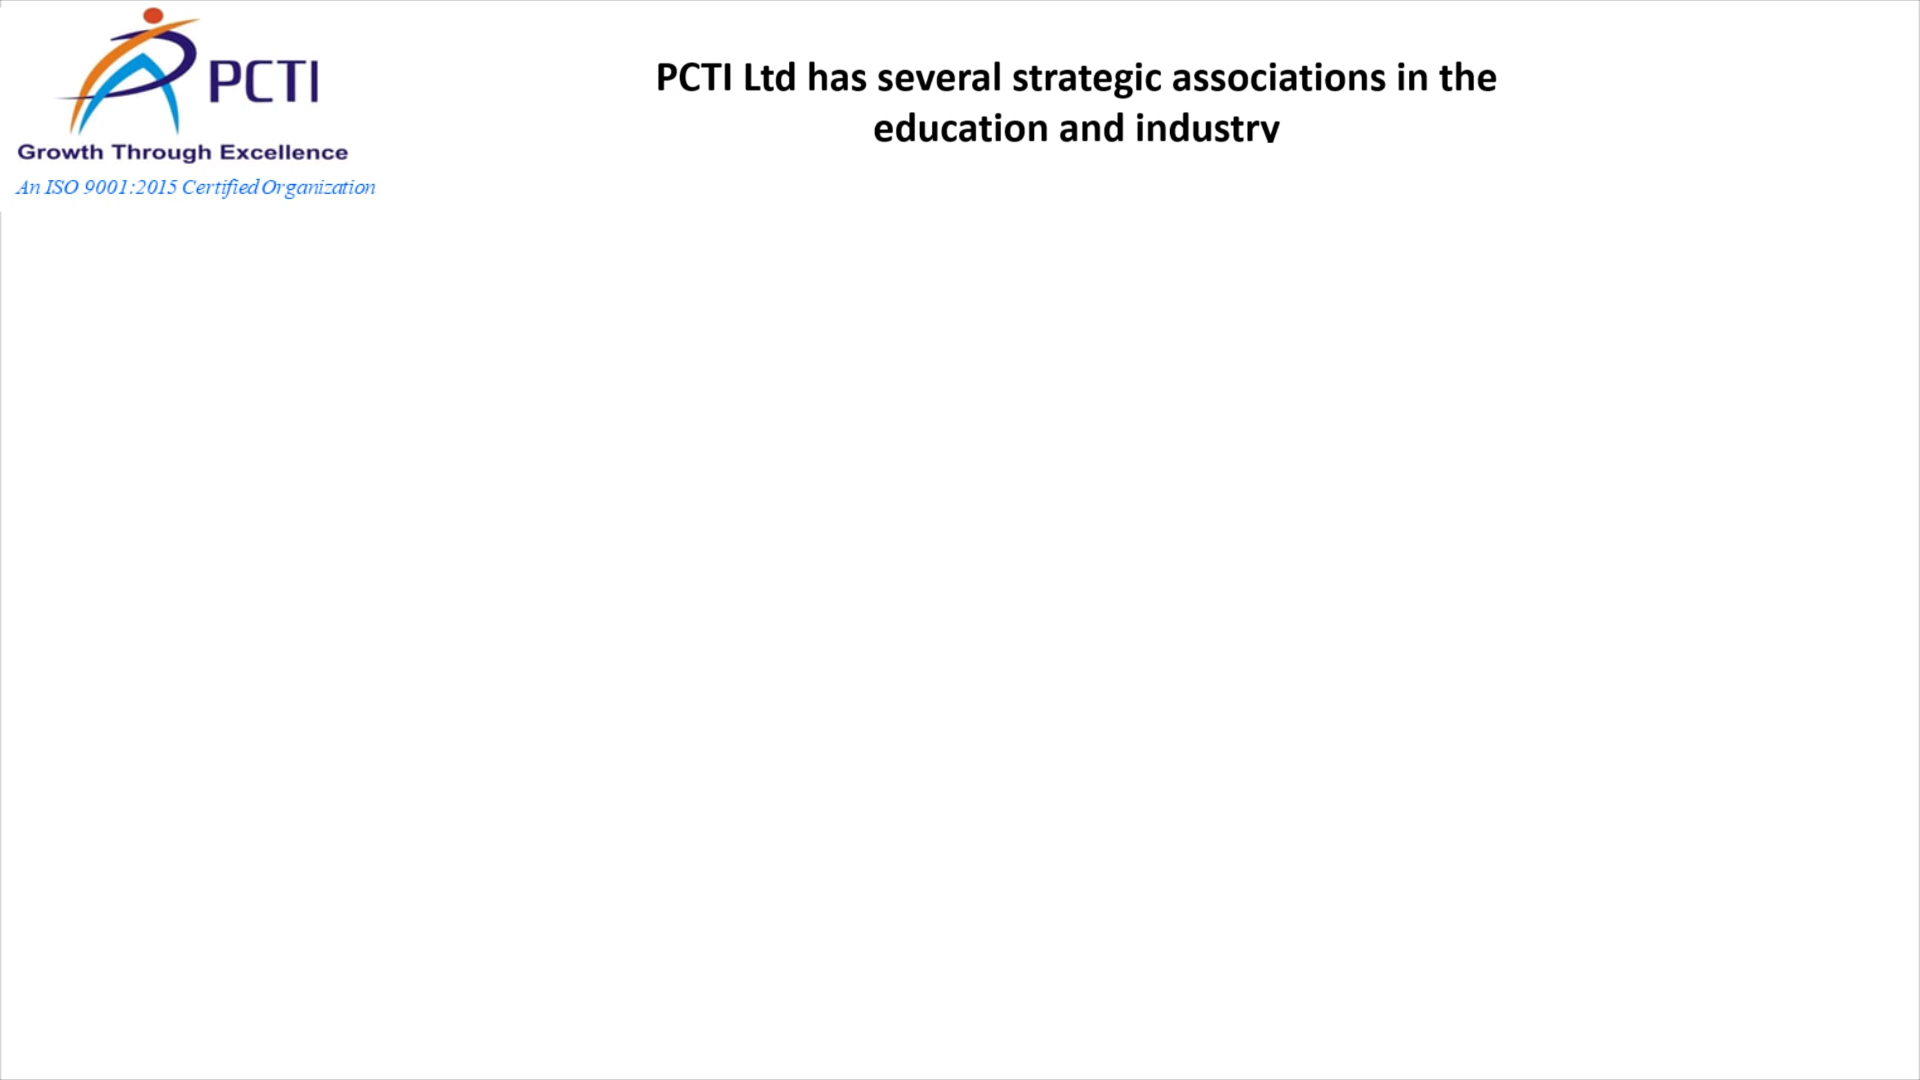 PCTI
Growth Through Excellence
An ISO 9001:2015 Certified Organization
PCTI Ltd has several strategic associations in the
education and industry